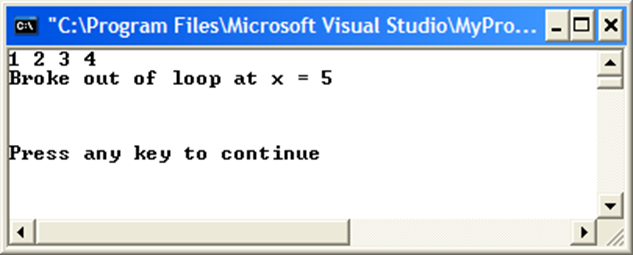 "C:\Program Files\Microsoft Visual Studio\MyPro...
1 2 3 4
Broke out of loop at x = 5
Press any key to continue